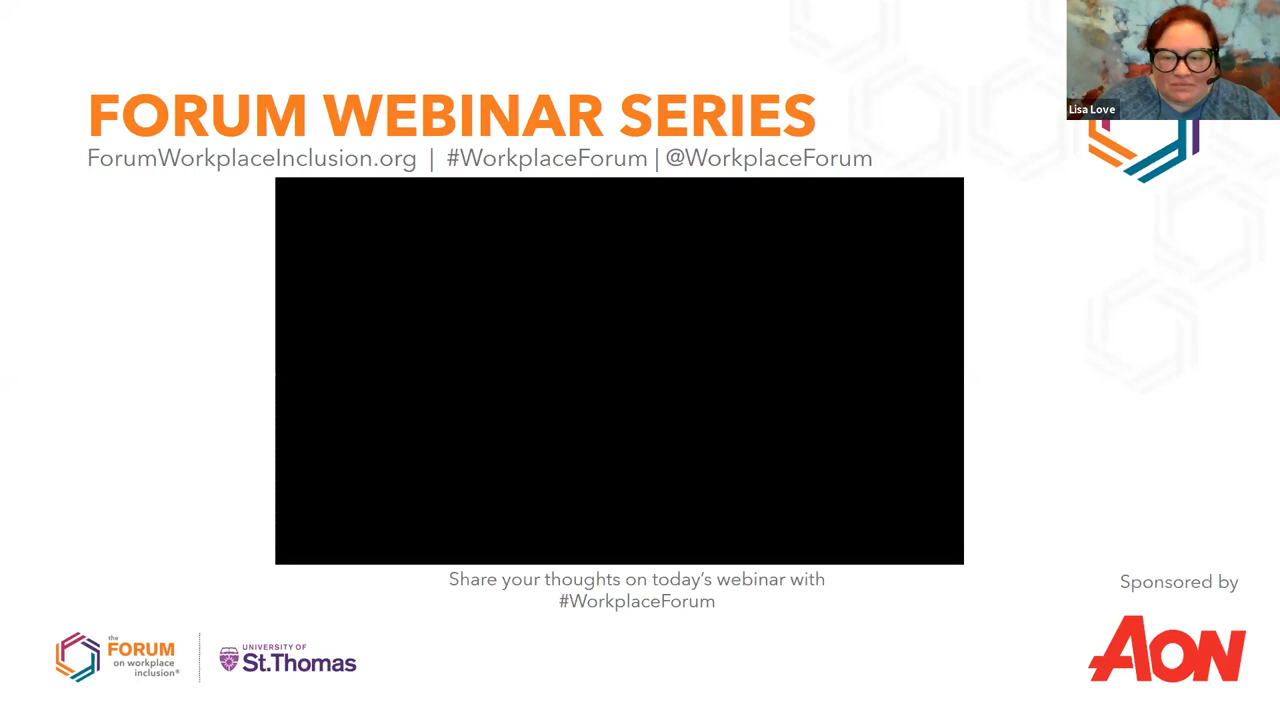 FORUM WEBINAR SERIES
ForumWorkplaceInclusion.org | #WorkplaceForum | @WorkplaceForum
Lisa Love
Share your thoughts on today's webinar with
#WorkplaceForum
Sponsored by
the
FORUM
on workplace
inclusion®
UNIVERSITY OF
St.Thomas
AON